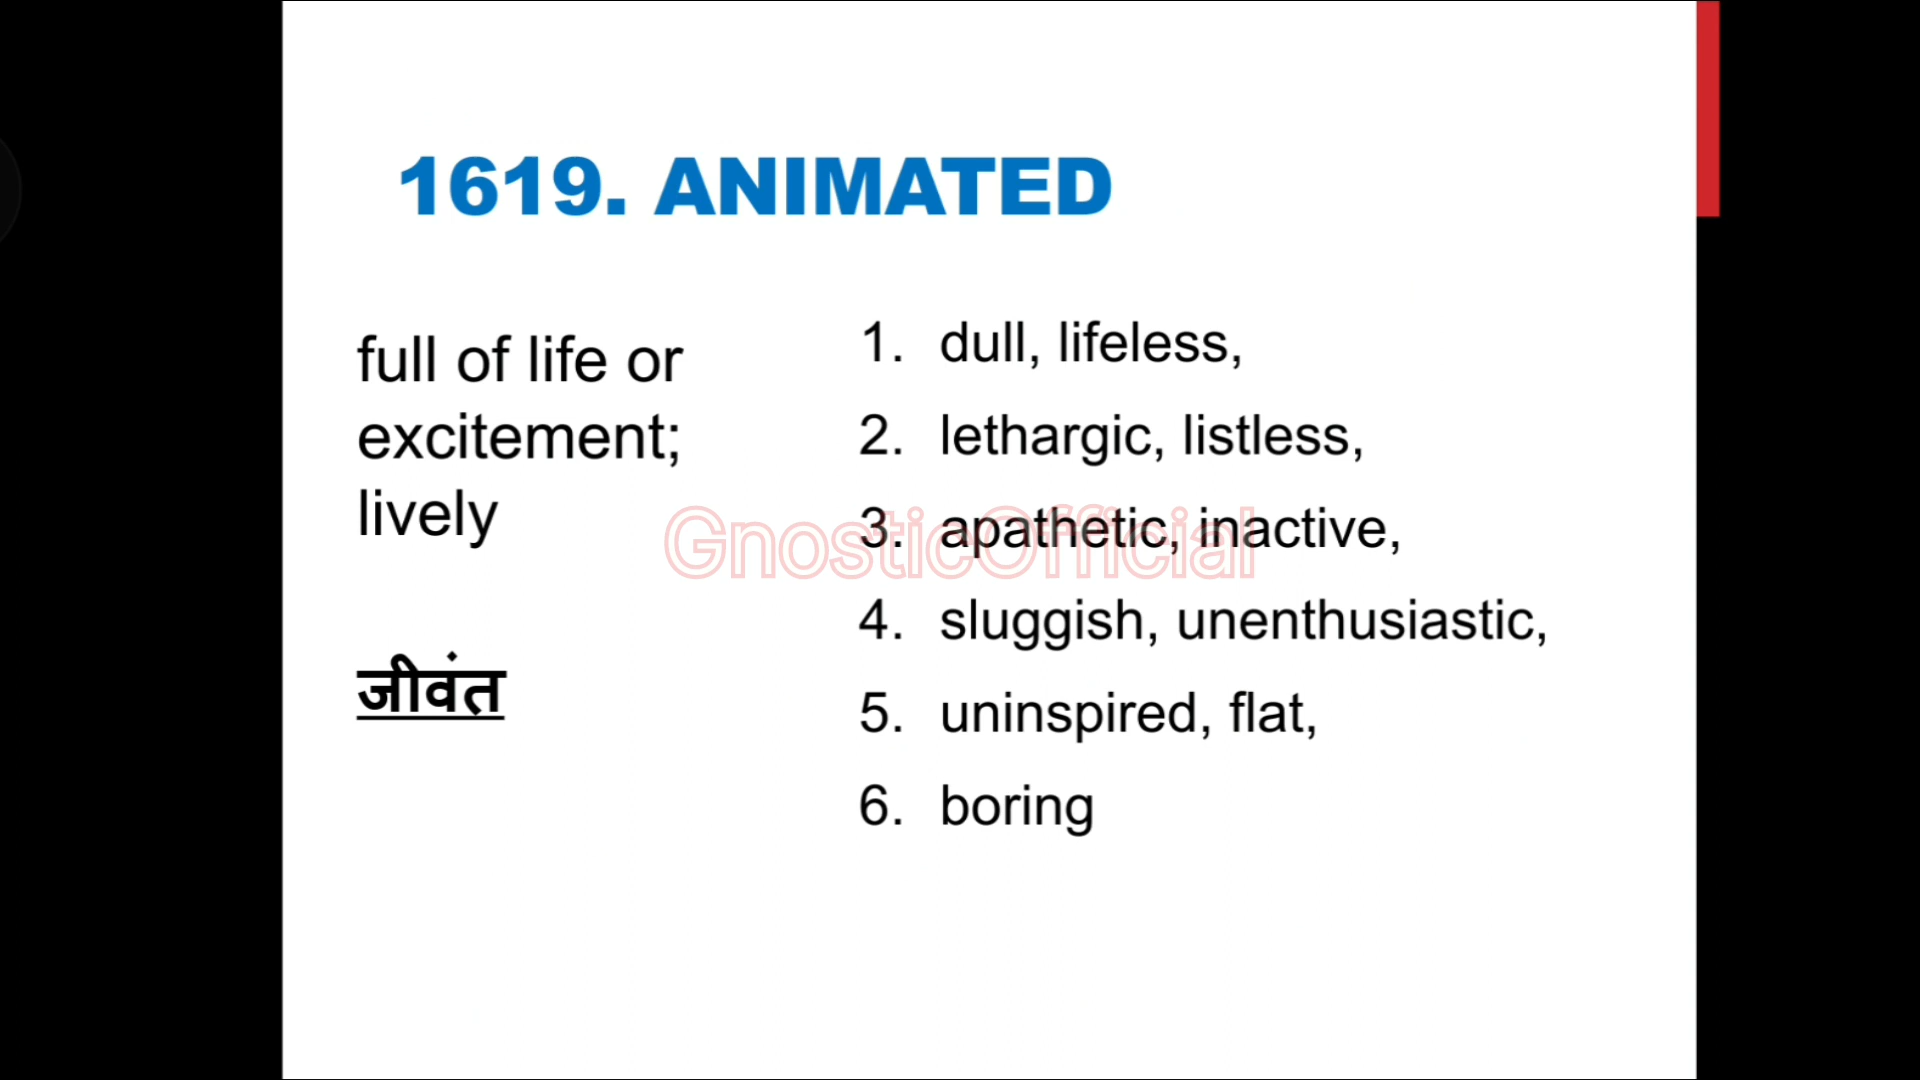 1619. ANIMATED
full of life or
excitement;
lively
जीवंत
1. dull, lifeless,
2. lethargic, listless,
3. apathetic, inactive,
4. sluggish, unenthusiastic,
5. uninspired, flat,
6. boring
GnosticOfficial